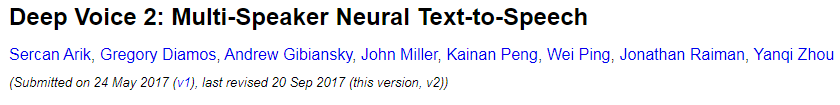 Deep Voice 2: Multi-Speaker Neural Text-to-Speech
Sercan Arik, Gregory Diamos, Andrew Gibiansky, John Miller, Kainan Peng, Wei Ping, Jonathan Raiman, Yanqi Zhou
(Submitted on 24 May 2017 (v1), last revised 20 Sep 2017 (this version, v2))